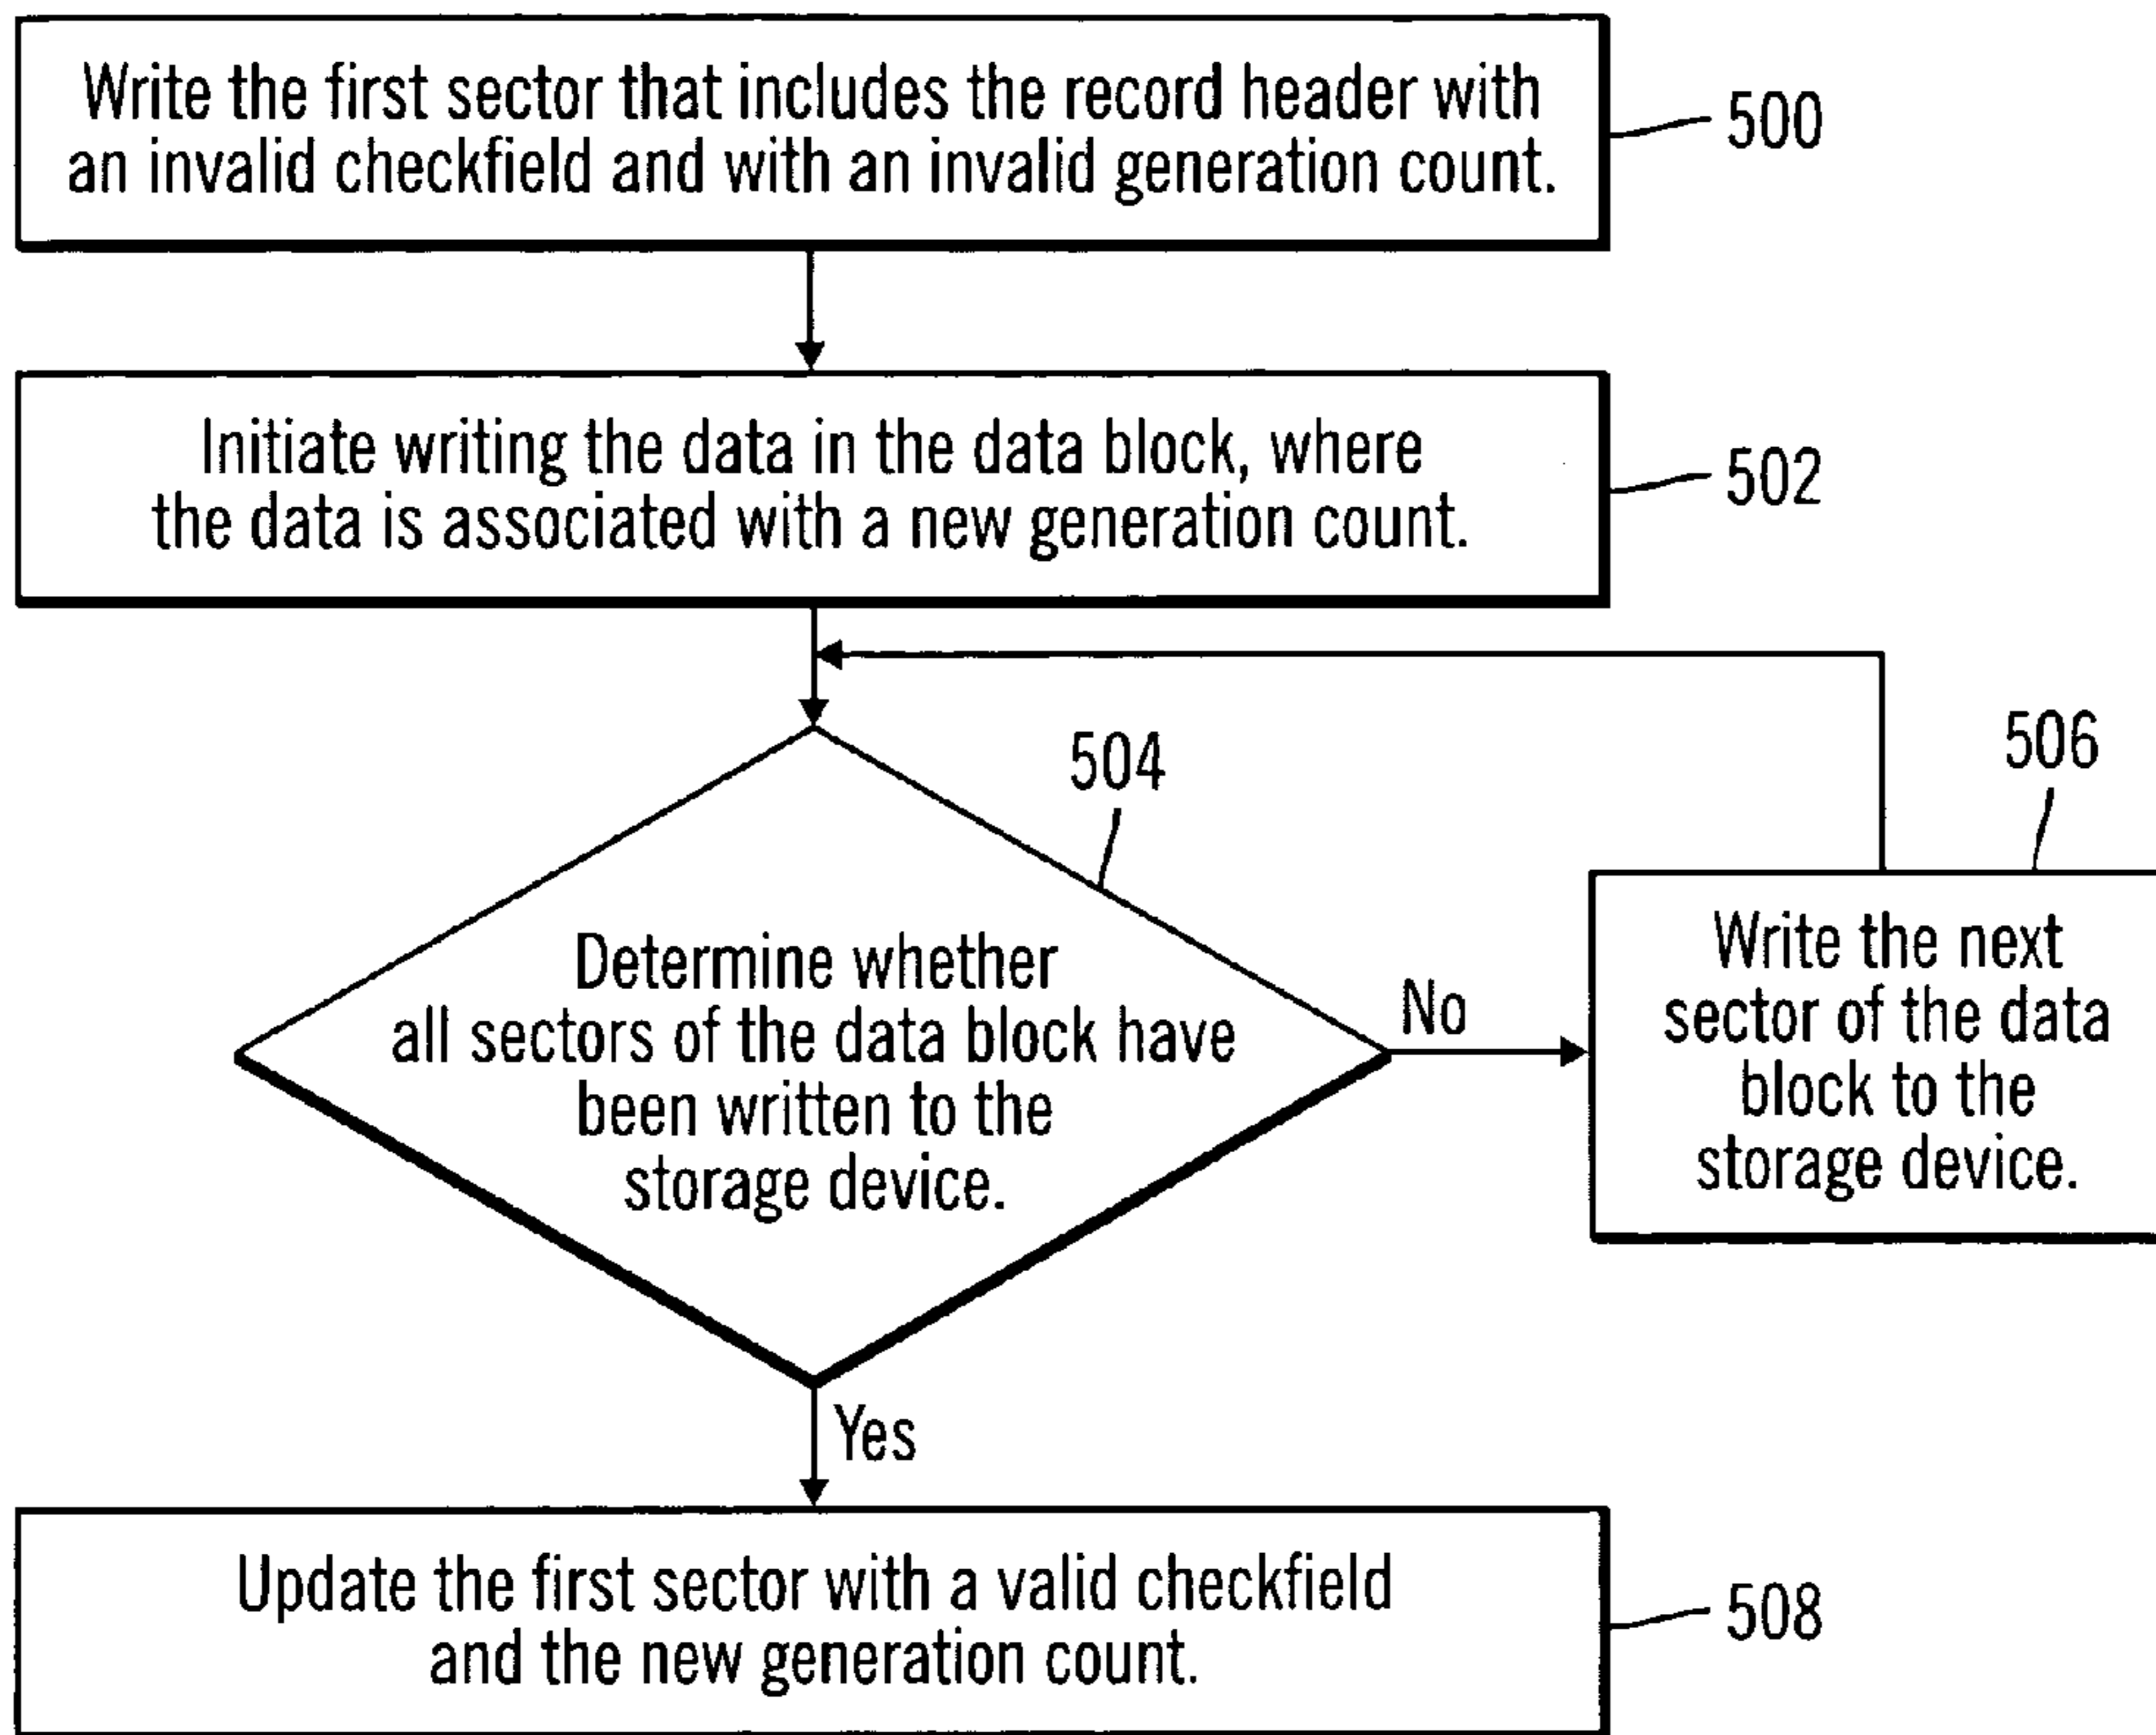 Write the first sector that includes the record header with
an invalid checkfield and with an invalid generation count.
500
Initiate writing the data in the data block, where
the data is associated with a new generation count.
502
504
506
Determine whether
all sectors of the data block have
been written to the
storage device.
No
Write the next
sector of the data
block to the
storage device.
Yes
Update the first sector with a valid checkfield
and the new generation count.
508